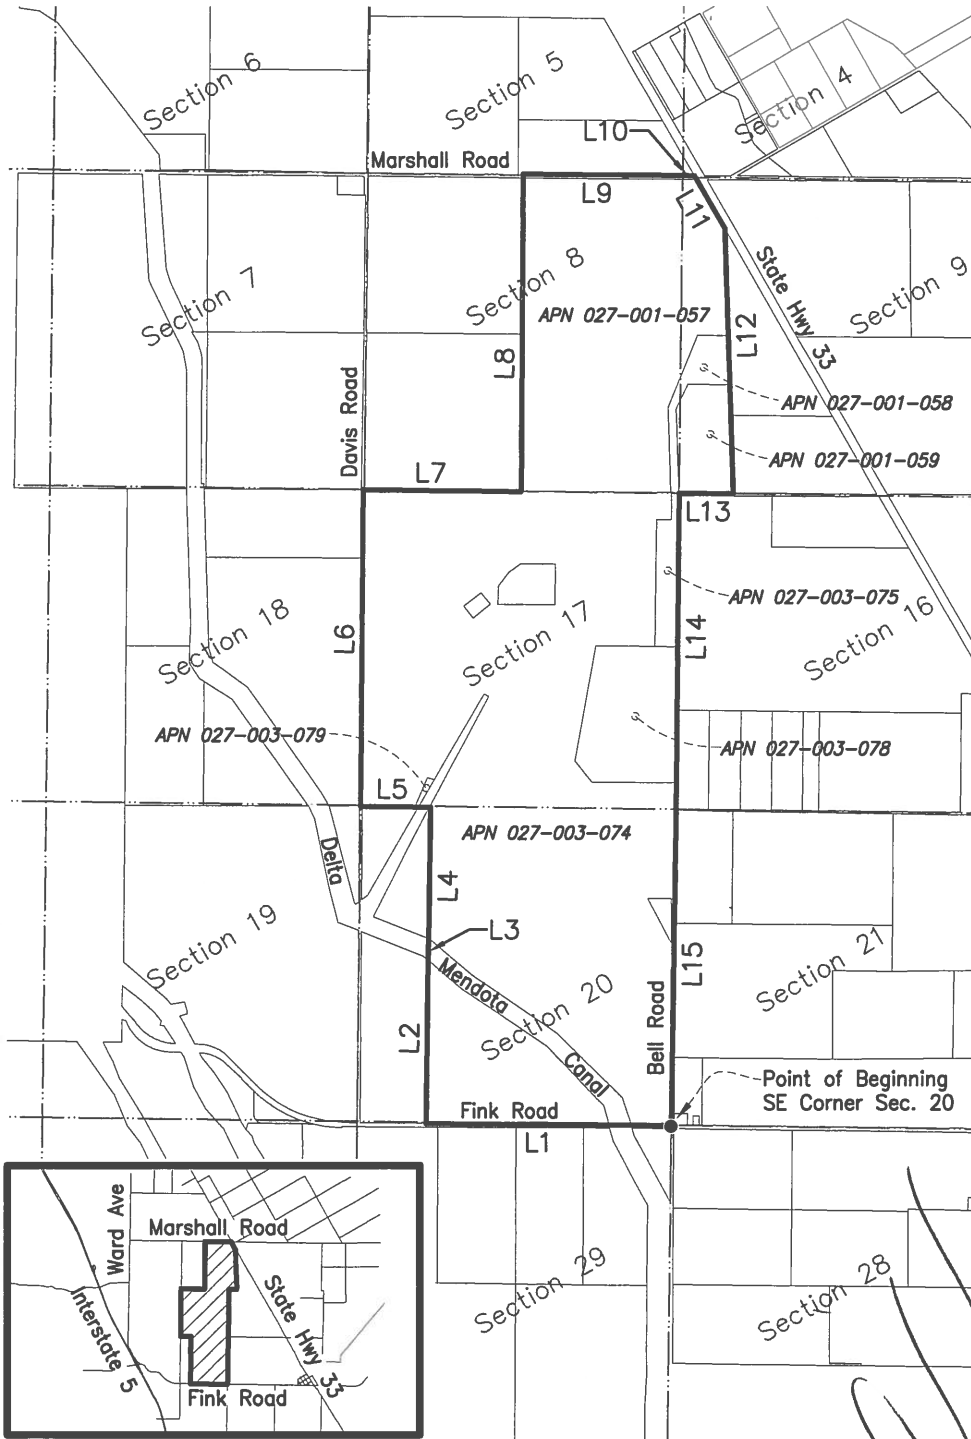 Section 6
Section 5
Section 4
L10
Marshall Road
L9
L11
State Hwy 33
Section 7
Section 8
Section 9
APN 027-001-057
L8
L12
Davis Road
APN 027-001-058
APN 027-001-059
L7
L13
APN 027-003-075
Section 18
Section 17
Section 16
L6
L14
APN 027-003-079
APN 027-003-078
L5
APN 027-003-074
Delta
L4
L3
Section 19
Mendota
Section 20
Section 21
L15
L2
Canal
Bell Road
Point of Beginning
SE Corner Sec. 20
Fink Road
L1
Section 29
Section 28
Ward Ave
Marshall Road
State Hwy 33
Interstate 5
Fink Road